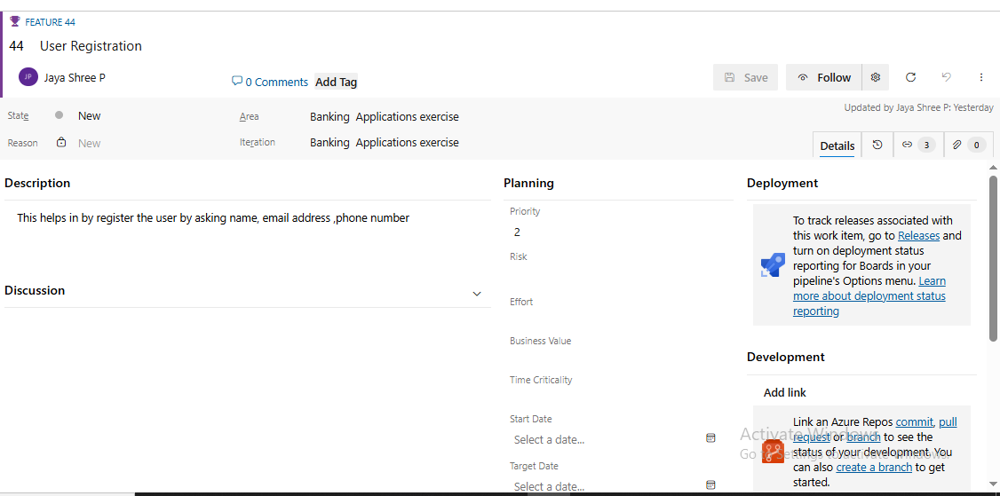 FEATURE 44
44 User Registration
JP Jaya Shree P
0 Comments Add Tag
Save Follow
State New
Area Banking Applications exercise
Updated by Jaya Shree P: Yesterday
Reason New
Iteration Banking Applications exercise
Details 3 0
Description
This helps in by register the user by asking name, email address ,phone number
Discussion
Planning
Priority
2
Risk
Effort
Business Value
Time Criticality
Start Date
Select a date...
Target Date
Select a date...
Deployment
To track releases associated with
this work item, go to Releases and
turn on deployment status
reporting for Boards in your
pipeline's Options menu. Learn
more about deployment status
reporting
Development
Add link
Link an Azure Repos commit, pull
request or branch to see the
status of your development. You
can also create a branch to get
started.
Activate Windows
Go to Settings to activate Windows.